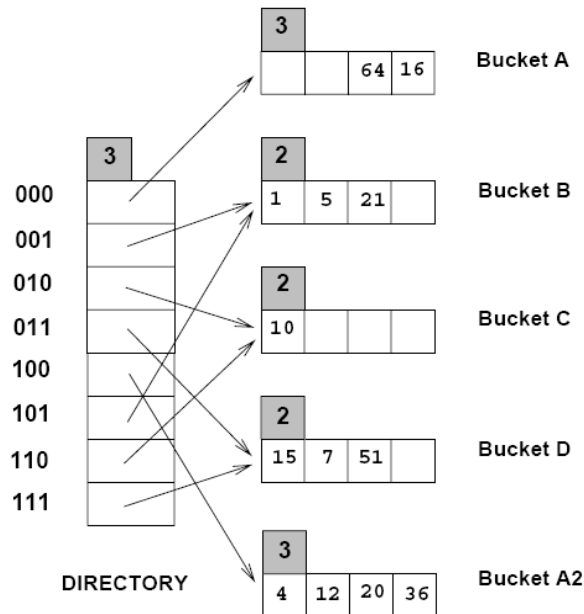 3
64 16 Bucket A
3
000
001
010
011
100
101
110
111
DIRECTORY
2
1 5 21 Bucket B
2
10 Bucket C
2
15 7 51 Bucket D
3
4 12 20 36 Bucket A2